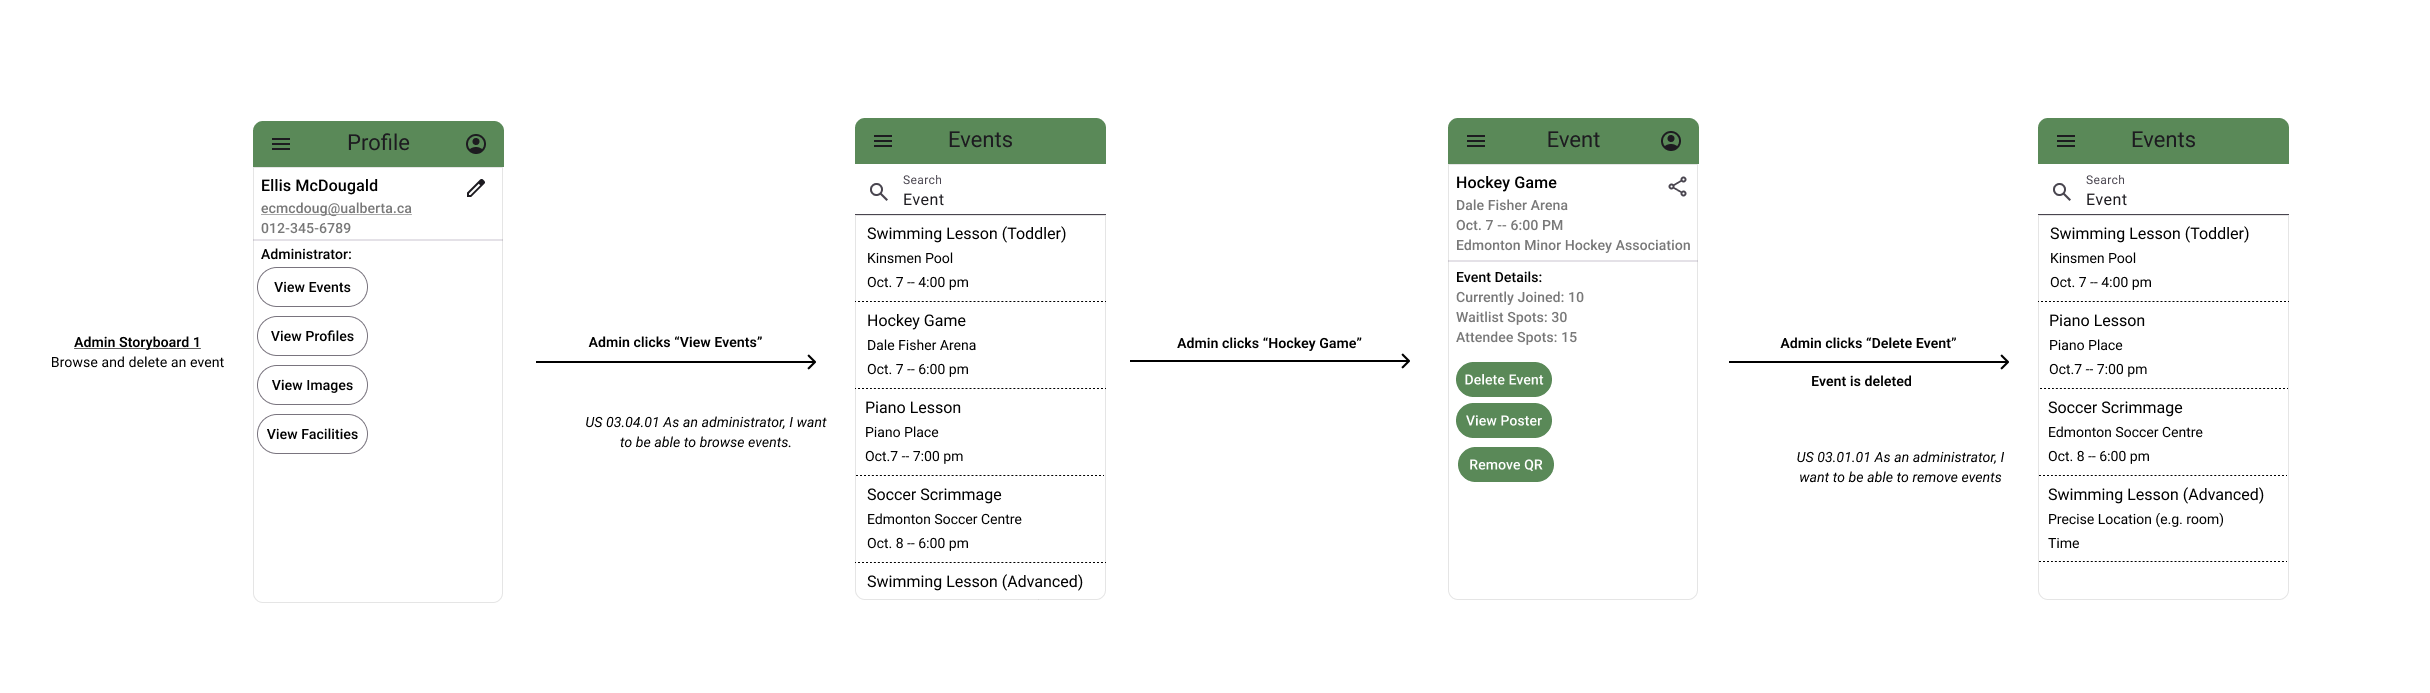 Admin Storyboard 1
Browse and delete an event
Profile
Ellis McDougald
ecmcdoug@ualberta.ca
012-345-6789
Administrator:
View Events
View Profiles
View Images
View Facilities
Admin clicks “View Events”
US 03.04.01 As an administrator, I want
to be able to browse events.
Events
Search
Event
Swimming Lesson (Toddler)
Kinsmen Pool
Oct. 7 -- 4:00 pm
Hockey Game
Dale Fisher Arena
Oct. 7 -- 6:00 pm
Piano Lesson
Piano Place
Oct.7 -- 7:00 pm
Soccer Scrimmage
Edmonton Soccer Centre
Oct. 8 -- 6:00 pm
Swimming Lesson (Advanced)
Admin clicks “Hockey Game”
Event
Hockey Game
Dale Fisher Arena
Oct. 7 -- 6:00 PM
Edmonton Minor Hockey Association
Event Details:
Currently Joined: 10
Waitlist Spots: 30
Attendee Spots: 15
Delete Event
View Poster
Remove QR
Admin clicks “Delete Event”
Event is deleted
US 03.01.01 As an administrator, I
want to be able to remove events
Events
Search
Event
Swimming Lesson (Toddler)
Kinsmen Pool
Oct. 7 -- 4:00 pm
Piano Lesson
Piano Place
Oct.7 -- 7:00 pm
Soccer Scrimmage
Edmonton Soccer Centre
Oct. 8 -- 6:00 pm
Swimming Lesson (Advanced)
Precise Location (e.g. room)
Time